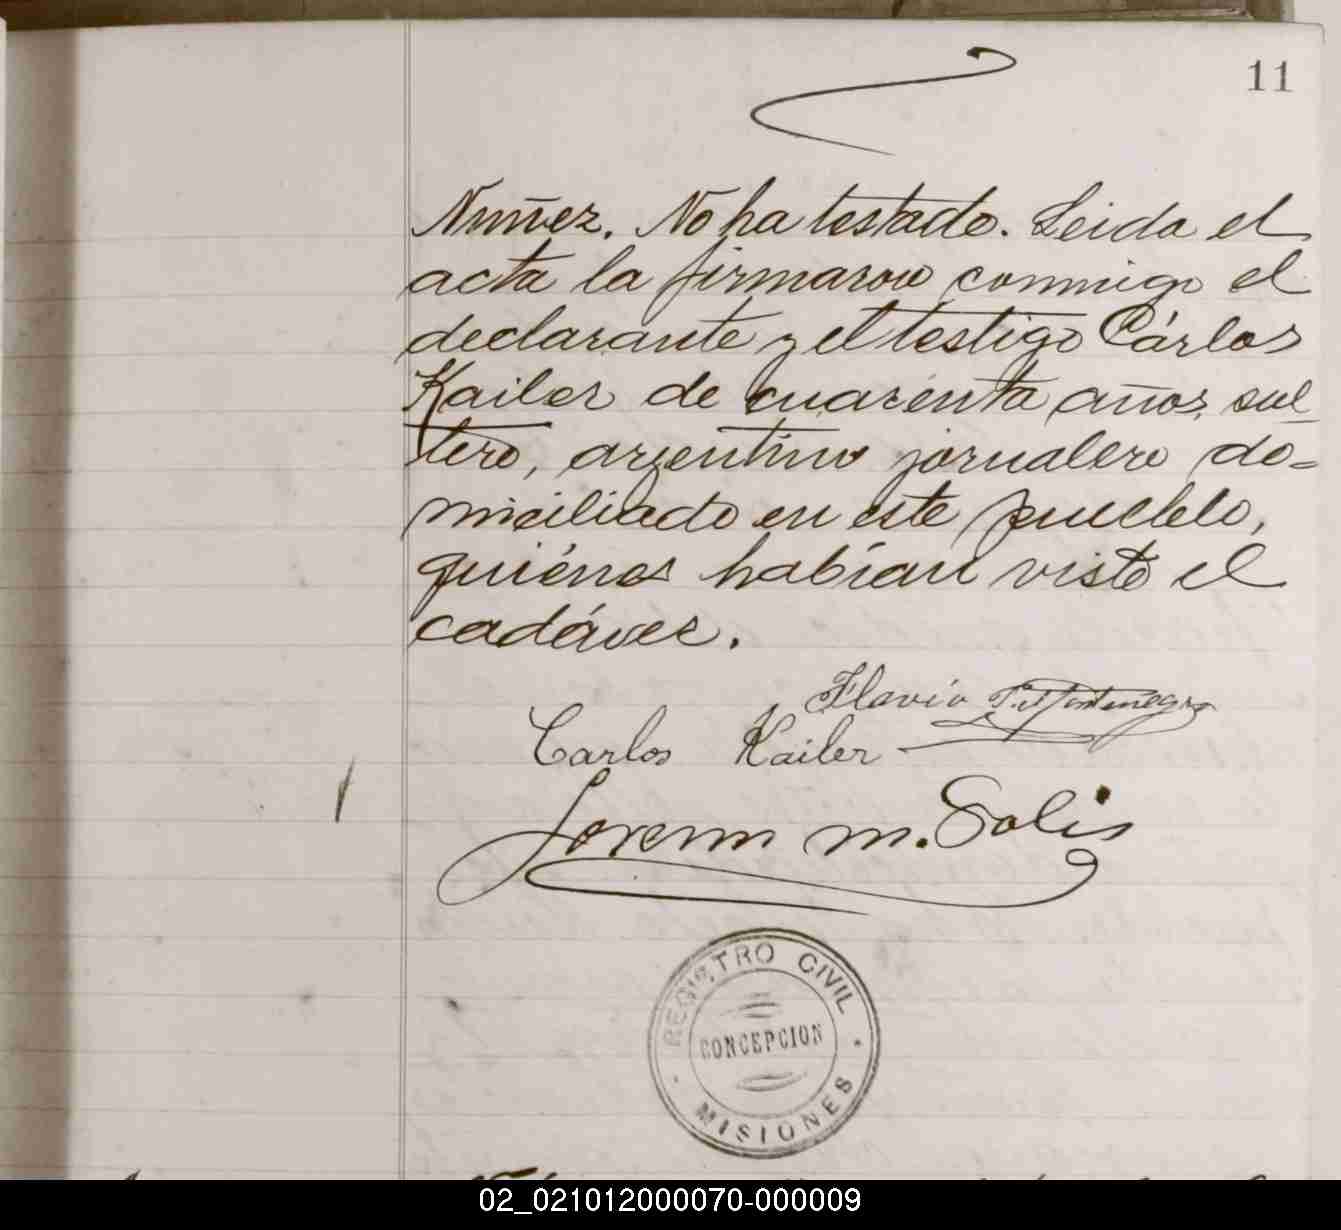 11
Nuñez. No ha testado. Leida el
acta la firmaron conmigo el
declarante y el testigo Cárlos
Kailer de cuarenta años, sol-
tero, argentino jornalero do-
miciliado en este pueblo,
quiénes habían visto el
cadáver.
Flavio
Carlos Kailer
m. Solis
REGISTRO CIVIL
CONCEPCION
MISIONES
02_021012000070-000009